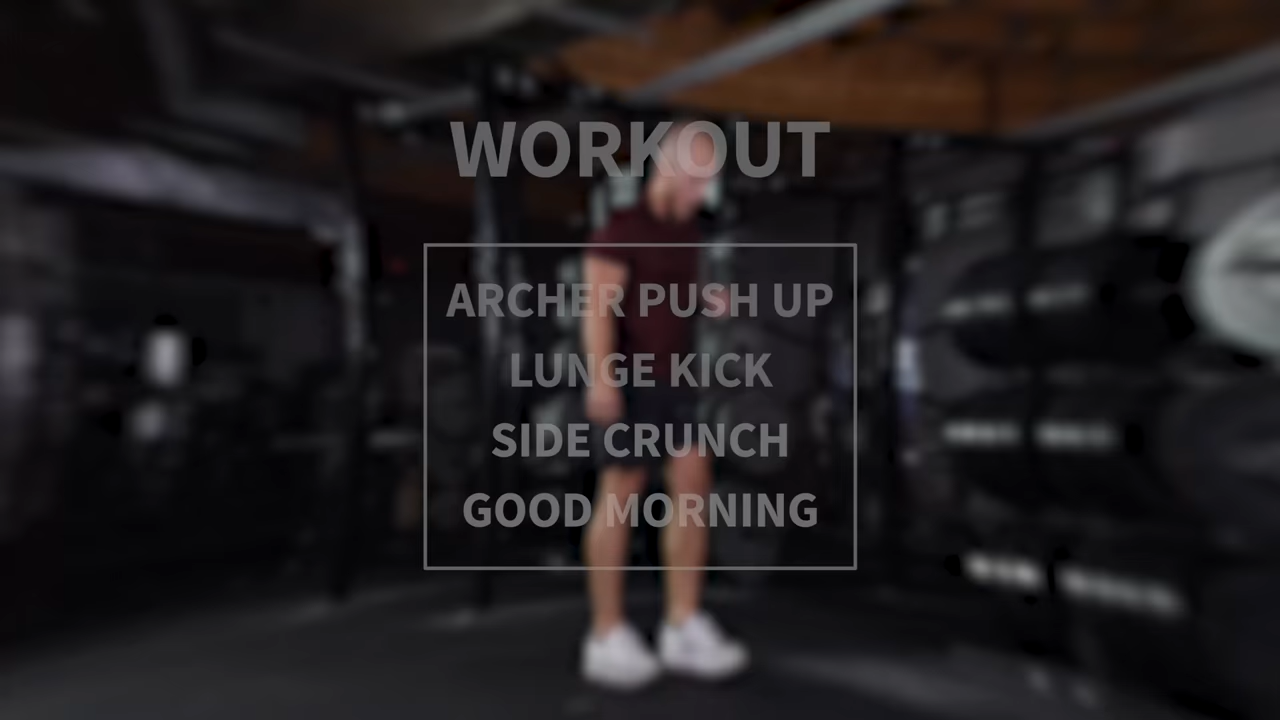 WORKOUT
ARCHER PUSH UP
LUNGE KICK
SIDE CRUNCH
GOOD MORNING